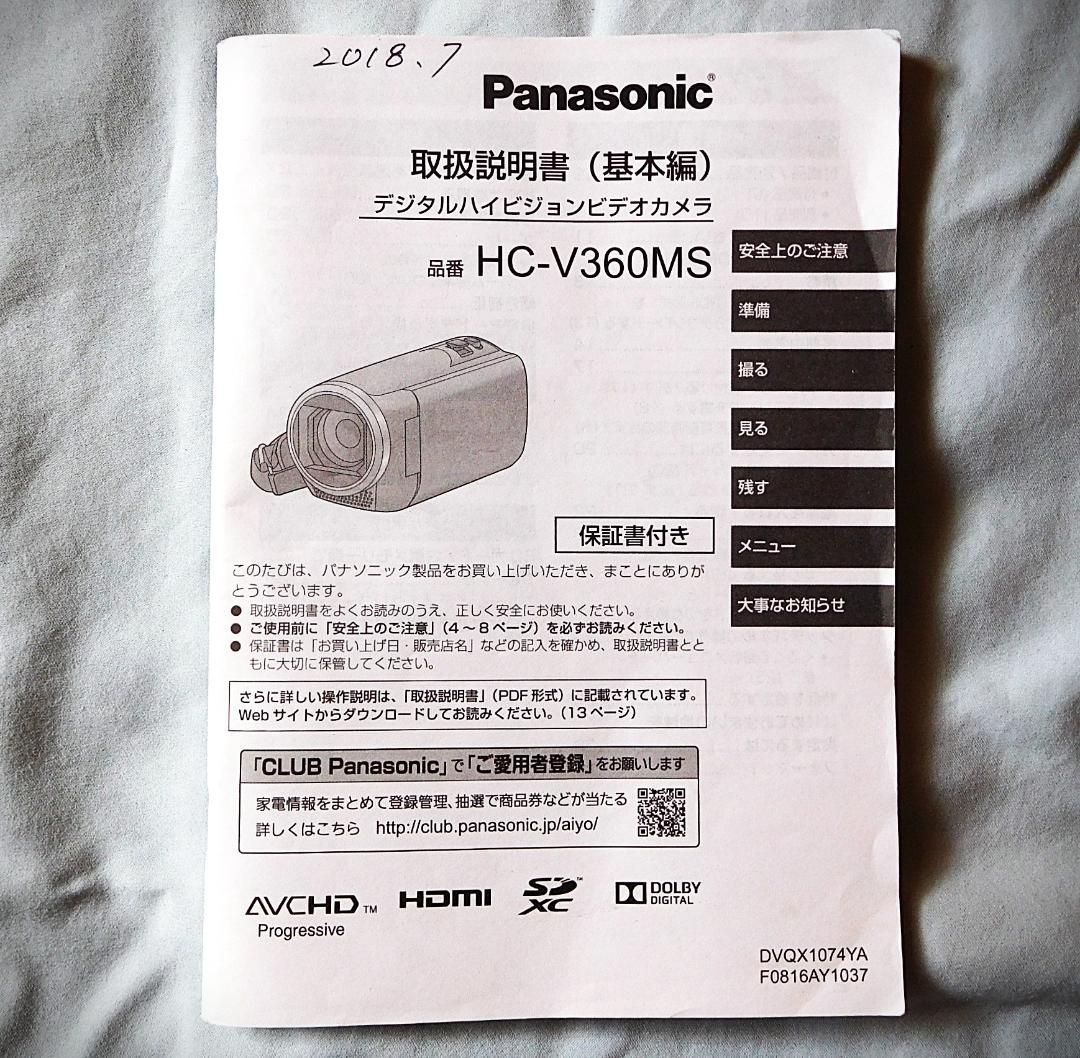 2018.7
Panasonic®
取扱説明書（基本編）
デジタルハイビジョンビデオカメラ
品番 HC-V360MS
安全上のご注意
準備
撮る
見る
残す
メニュー
大事なお知らせ
保証書付き
このたびは、パナソニック製品をお買い上げいただき、まことにありが
とうございます。
● 取扱説明書をよくお読みのうえ、正しく安全にお使いください。
● ご使用前に「安全上のご注意」（4～8ページ）を必ずお読みください。
● 保証書は「お買い上げ日・販売店名」などの記入を確かめ、取扱説明書とと
もに大切に保管してください。
さらに詳しい操作説明は、「取扱説明書」（PDF形式）に記載されています。
Webサイトからダウンロードしてお読みください。（13ページ）
「CLUB Panasonic」で「ご愛用者登録」をお願いします
家電情報をまとめて登録管理、抽選で商品券などが当たる
詳しくはこちら http://club.panasonic.jp/aiyo/
AVCHD™
Progressive
HDMI
SD™
XC
DOLBY
DIGITAL
DVQX1074YA
F0816AY1037